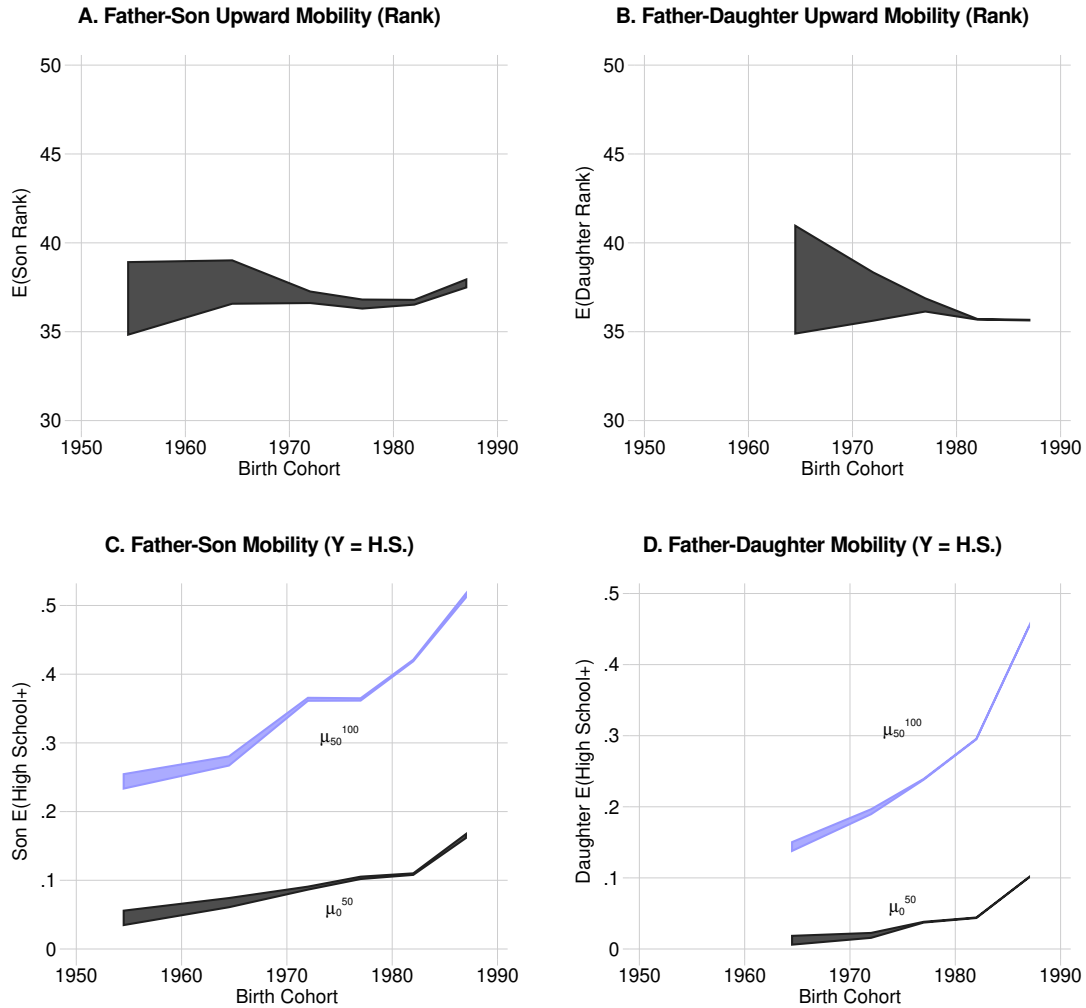 A. Father-Son Upward Mobility (Rank)
50
45
40
35
30
E(Son Rank)
1950 1960 1970 1980 1990
Birth Cohort
B. Father-Daughter Upward Mobility (Rank)
50
45
40
35
30
E(Daughter Rank)
1950 1960 1970 1980 1990
Birth Cohort
C. Father-Son Mobility (Y = H.S.)
.5
.4
.3
.2
.1
0
Son E(High School+)
μ₅₀¹⁰⁰
μ₀⁵⁰
1950 1960 1970 1980 1990
Birth Cohort
D. Father-Daughter Mobility (Y = H.S.)
.5
.4
.3
.2
.1
0
Daughter E(High School+)
μ₅₀¹⁰⁰
μ₀⁵⁰
1950 1960 1970 1980 1990
Birth Cohort